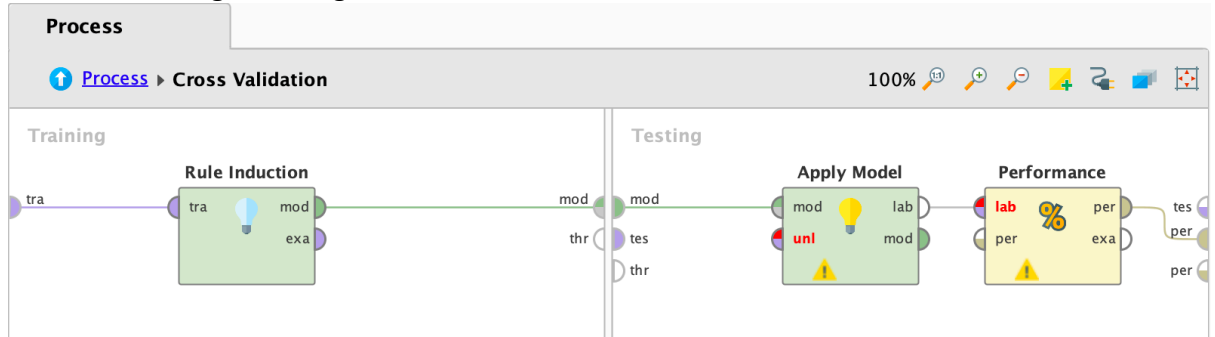 Process
Process ▸ Cross Validation
100%
Training
Testing
Rule Induction
Apply Model
Performance
tra
tra
mod
exa
mod
thr
mod
tes
thr
mod
unl
lab
mod
lab
per
per
exa
tes
per
per